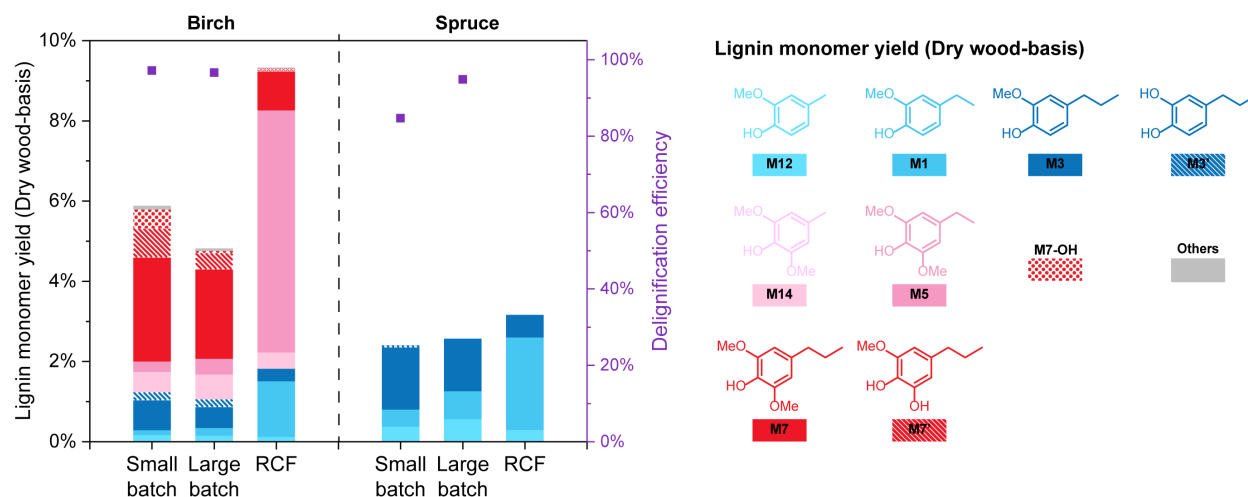 Birch
Spruce
10%
8%
6%
4%
2%
0%
Lignin monomer yield (Dry wood-basis)
100%
80%
60%
40%
20%
0%
Delignification efficiency
Small
batch
Large
batch
RCF
Small
batch
Large
batch
RCF
Lignin monomer yield (Dry wood-basis)
MeO
HO
M12
MeO
HO
M1
MeO
HO
M3
HO
HO
M3'
MeO
HO
OMe
M14
MeO
HO
OMe
M5
M7-OH
Others
MeO
HO
OMe
M7
MeO
HO
OH
M7'